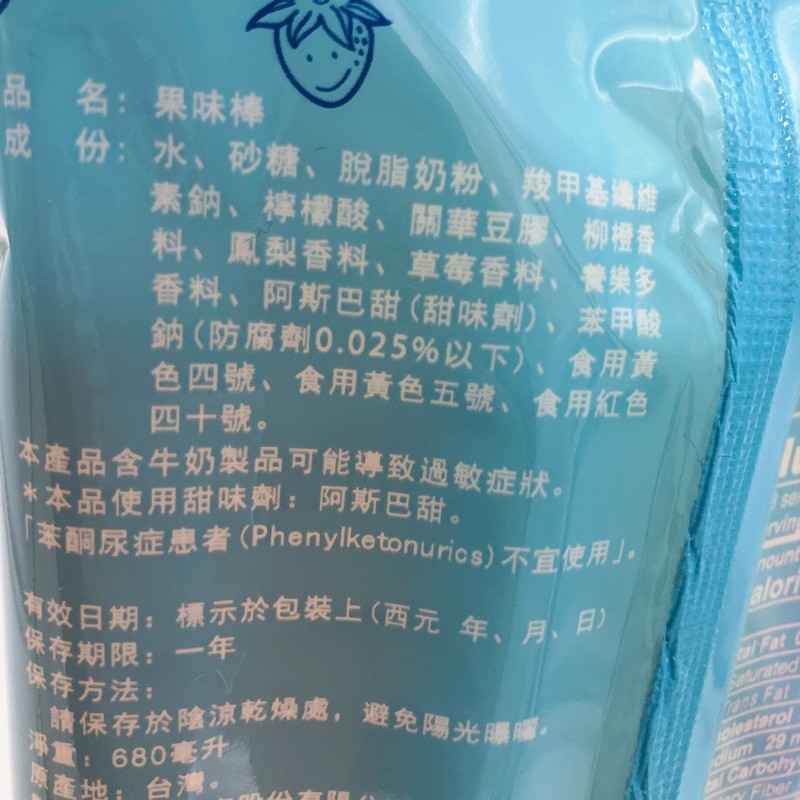 品　名：果味棒
成　份：水、砂糖、脫脂奶粉、羧甲基纖維
素鈉、檸檬酸、關華豆膠、柳橙香
料、鳳梨香料、草莓香料、養樂多
香料、阿斯巴甜(甜味劑)、苯甲酸
鈉(防腐劑0.025%以下)、食用黃
色四號、食用黃色五號、食用紅色
四十號。
本產品含牛奶製品可能導致過敏症狀。
*本品使用甜味劑：阿斯巴甜。
「苯酮尿症患者(Phenylketonurics)不宜使用」。
有效日期：標示於包裝上(西元 年、月、日)
保存期限：一年
保存方法：
請保存於陰涼乾燥處，避免陽光曝曬。
淨重：680毫升
原產地：台灣。
股份有限公
Trans Fat
29 m
Fiber